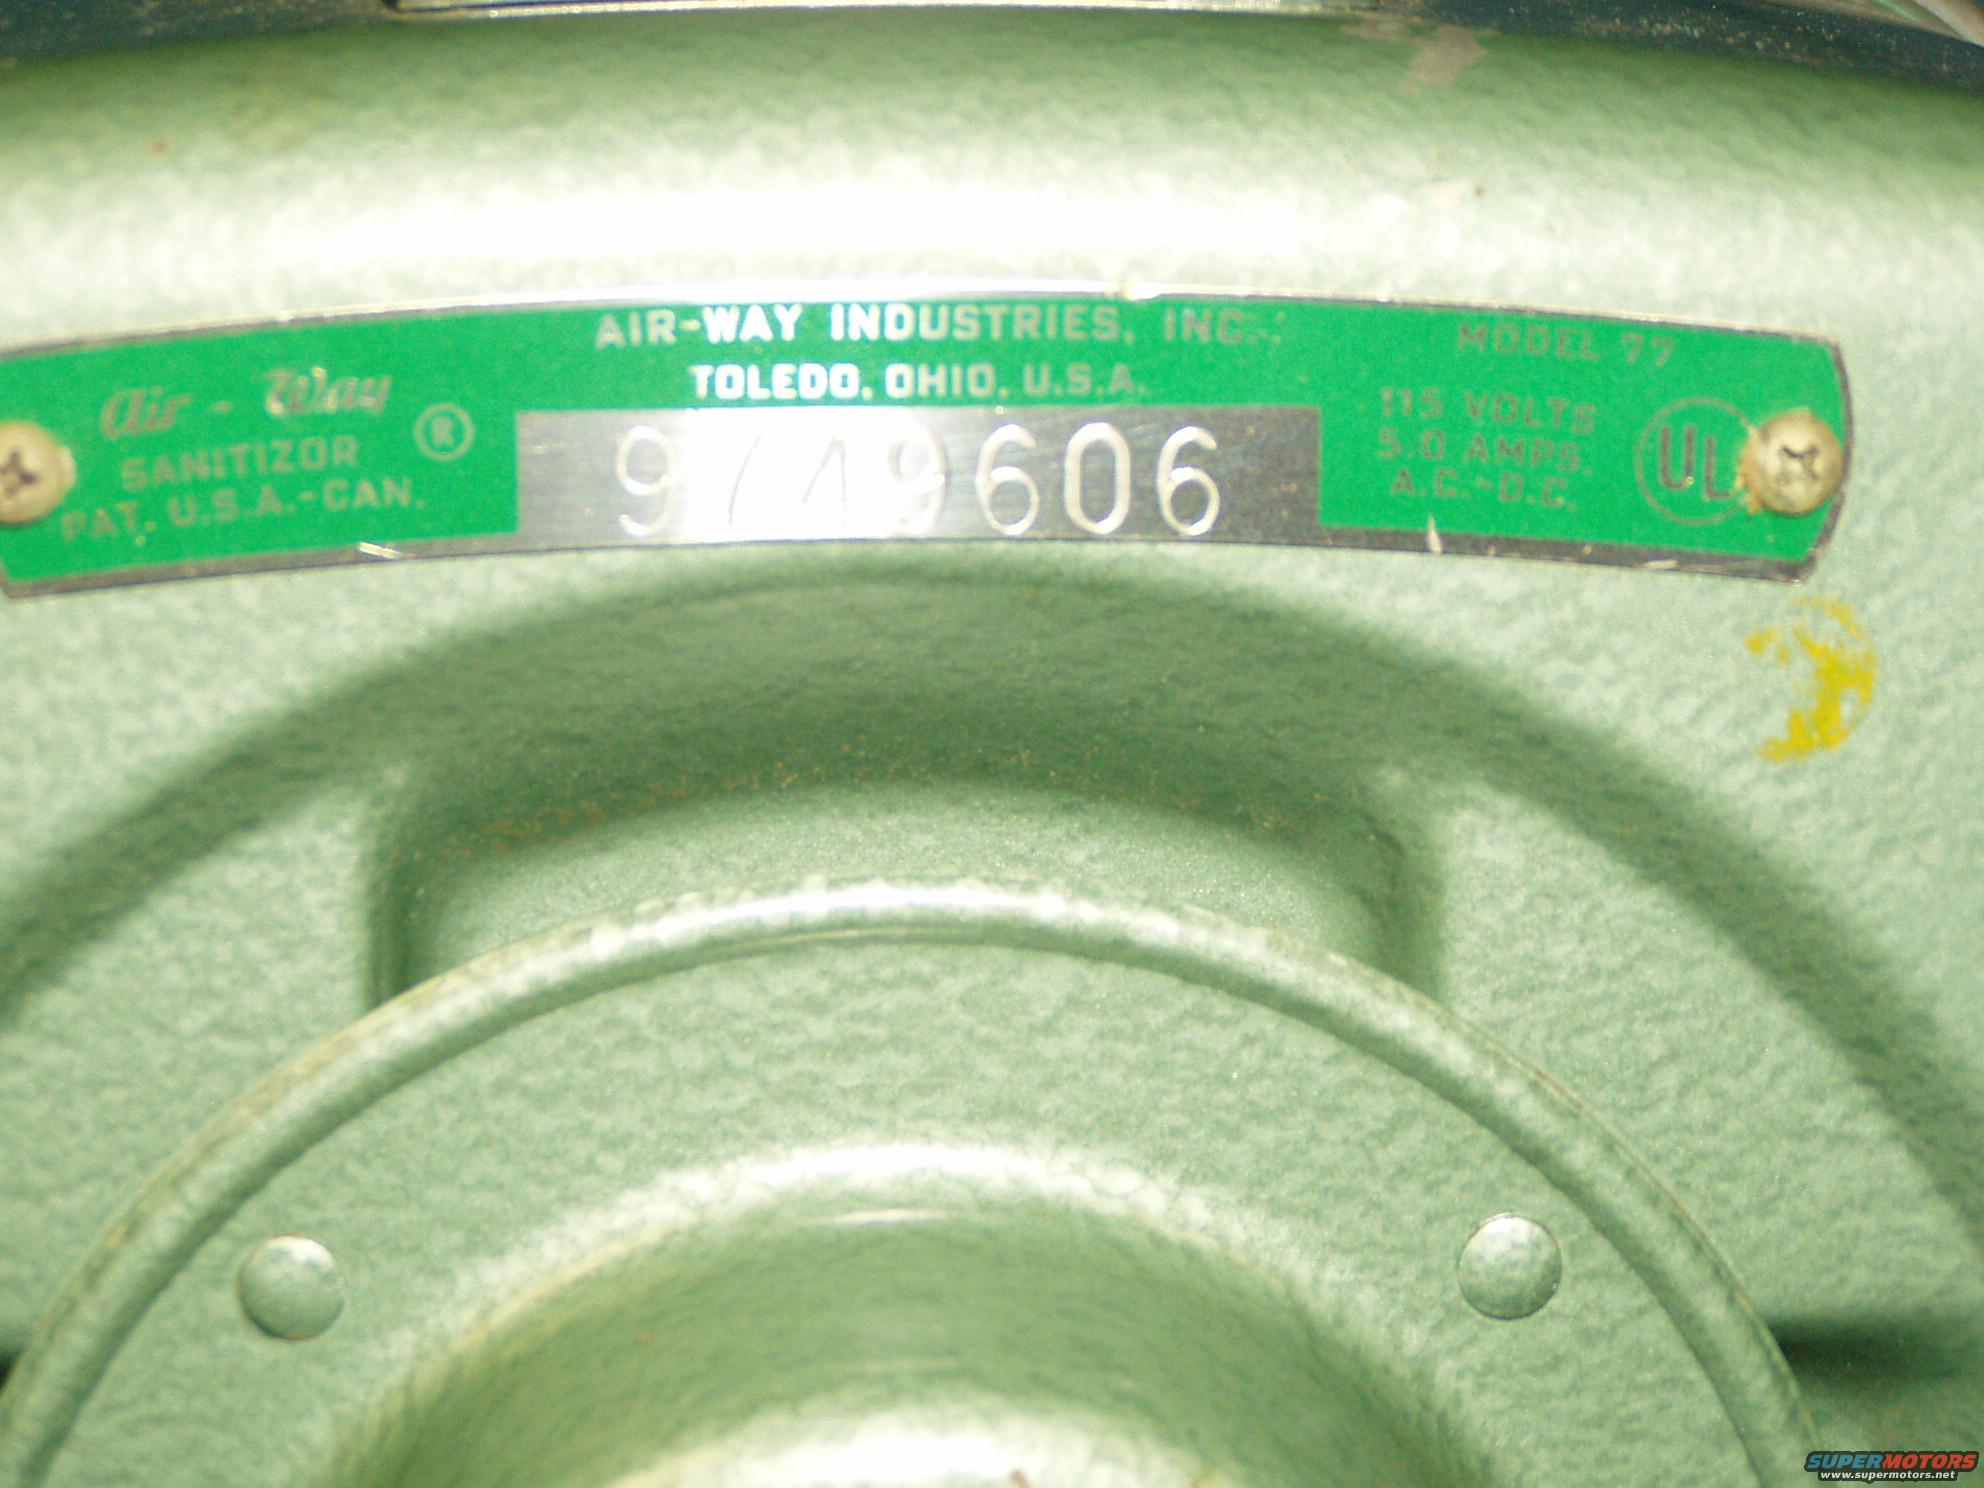 AIR-WAY INDUSTRIES, INC.
TOLEDO, OHIO, U.S.A.
Air - Way ®
SANITIZOR
PAT. U.S.A.-CAN.
MODEL 77
115 VOLTS
5.0 AMPS.
A.C.-D.C.
UL
SUPERMOTORS
www.supermotors.net